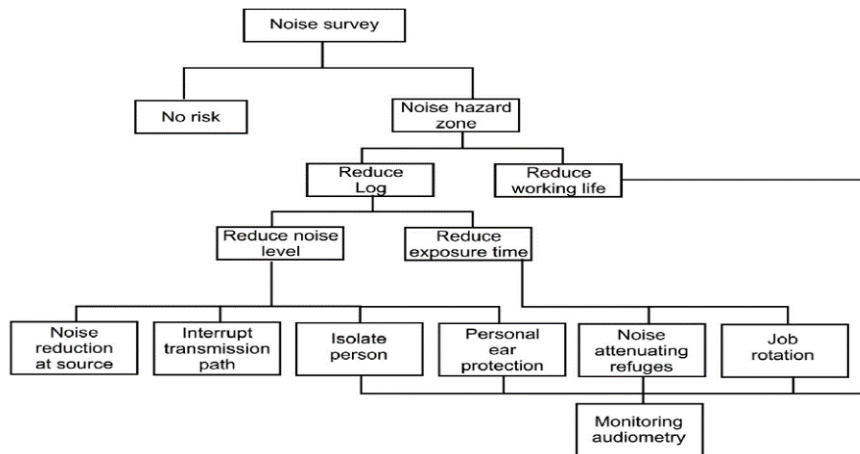 Noise survey
No risk
Noise hazard
zone
Reduce
Log
Reduce
working life
Reduce noise
level
Reduce
exposure time
Noise
reduction
at source
Interrupt
transmission
path
Isolate
person
Personal
ear
protection
Noise
attenuating
refuges
Job
rotation
Monitoring
audiometry